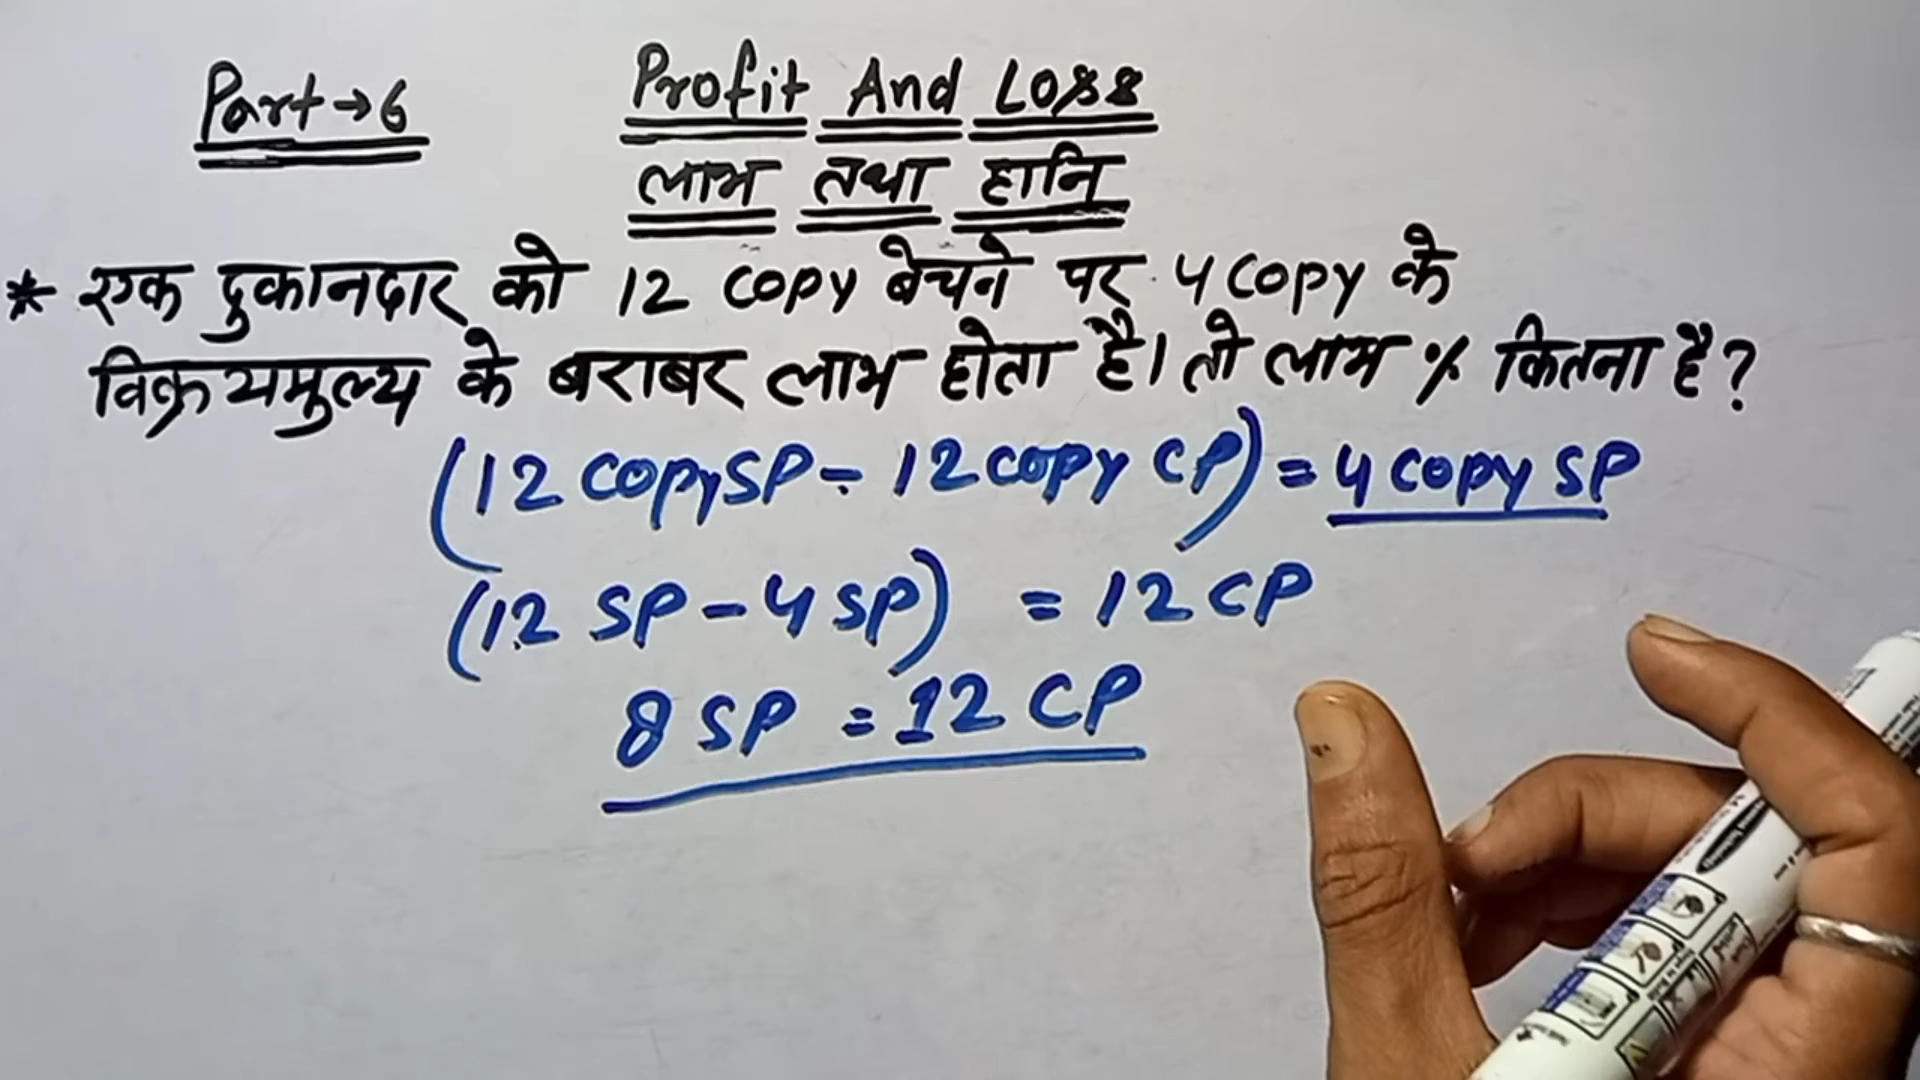 Part→6
Profit And Loss
लाभ तथा हानि
* एक दुकानदार को 12 copy बेचने पर 4 copy के
विक्रयमुल्य के बराबर लाभ होता है। तो लाभ % कितना है?
(12 copy SP - 12 copy CP) = 4 copy SP
(12 SP - 4 SP) = 12 CP
8 SP = 12 CP